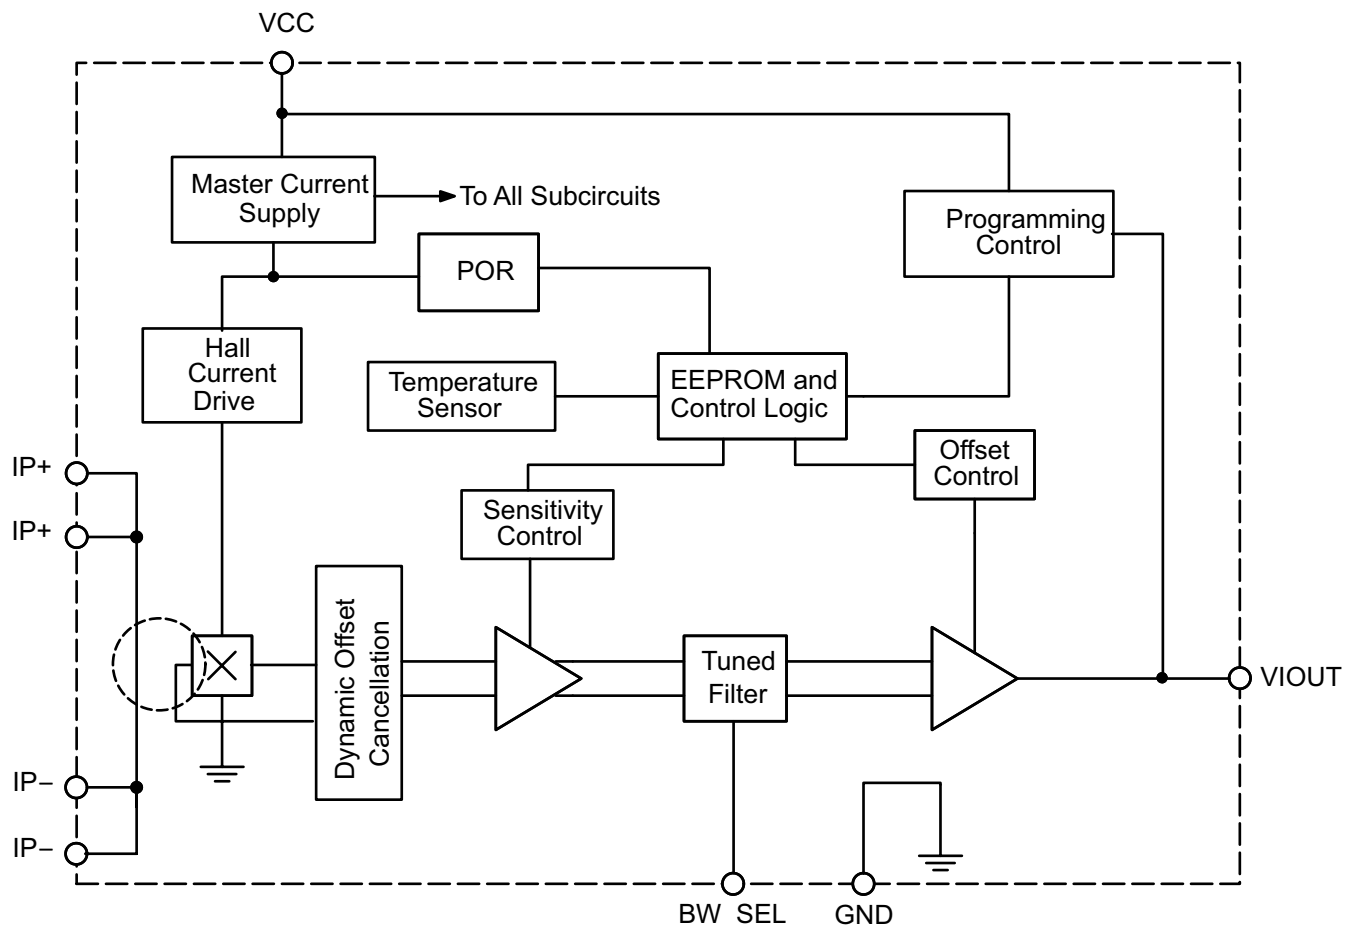 VCC
Master Current
Supply
To All Subcircuits
Programming
Control
POR
Hall
Current
Drive
Temperature
Sensor
EEPROM and
Control Logic
Offset
Control
IP+
Sensitivity
Control
IP+
Dynamic Offset
Cancellation
Tuned
Filter
VIOUT
IP–
IP–
BW SEL
GND